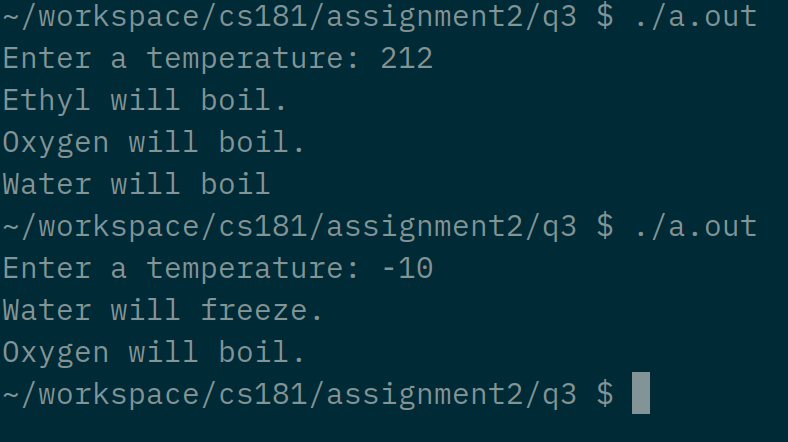 ~/workspace/cs181/assignment2/q3 $ ./a.out
Enter a temperature: 212
Ethyl will boil.
Oxygen will boil.
Water will boil
~/workspace/cs181/assignment2/q3 $ ./a.out
Enter a temperature: -10
Water will freeze.
Oxygen will boil.
~/workspace/cs181/assignment2/q3 $